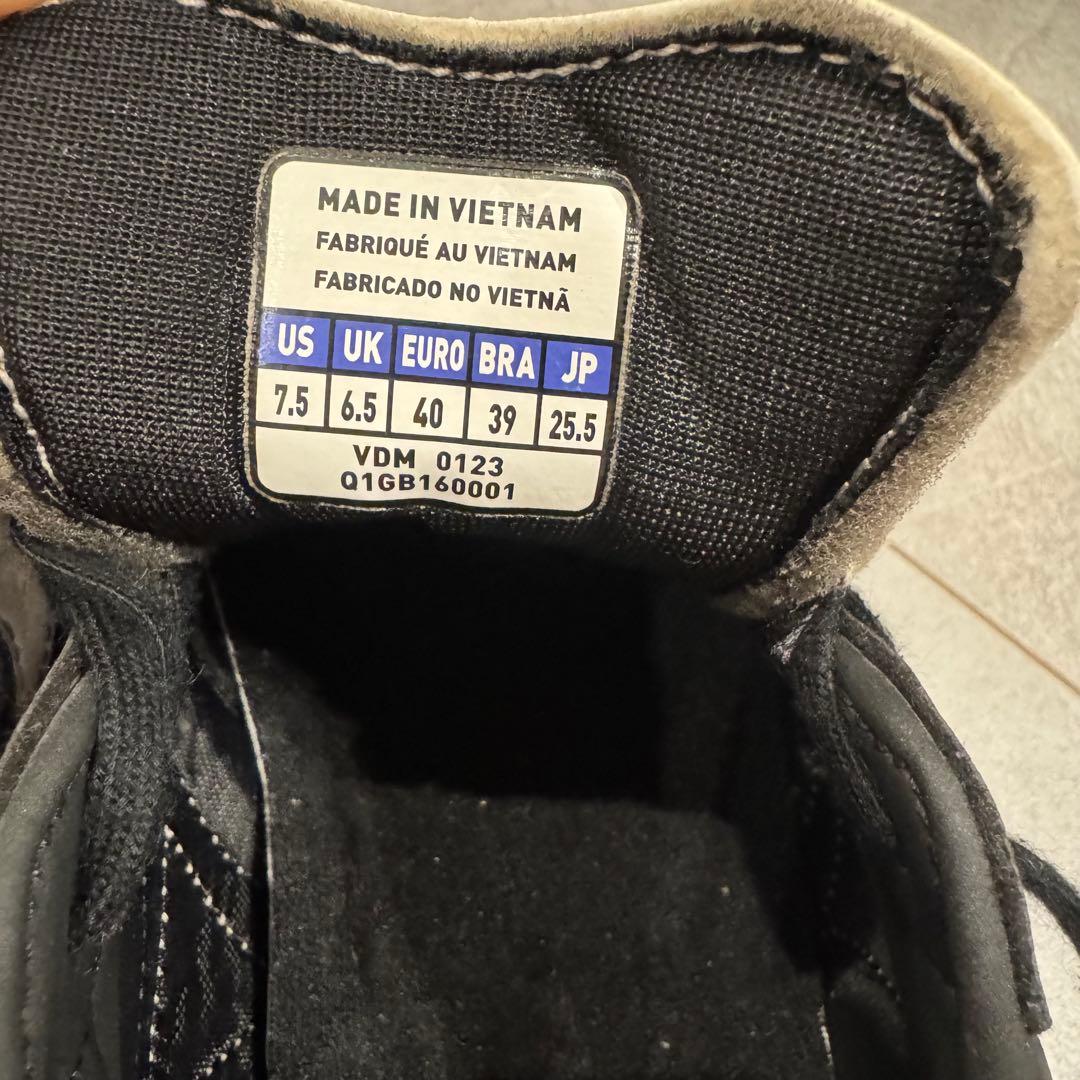 MADE IN VIETNAM
FABRIQUÉ AU VIETNAM
FABRICADO NO VIETNÃ
US UK EURO BRA JP
7.5 6.5 40 39 25.5
VDM 0123
Q1GB160001